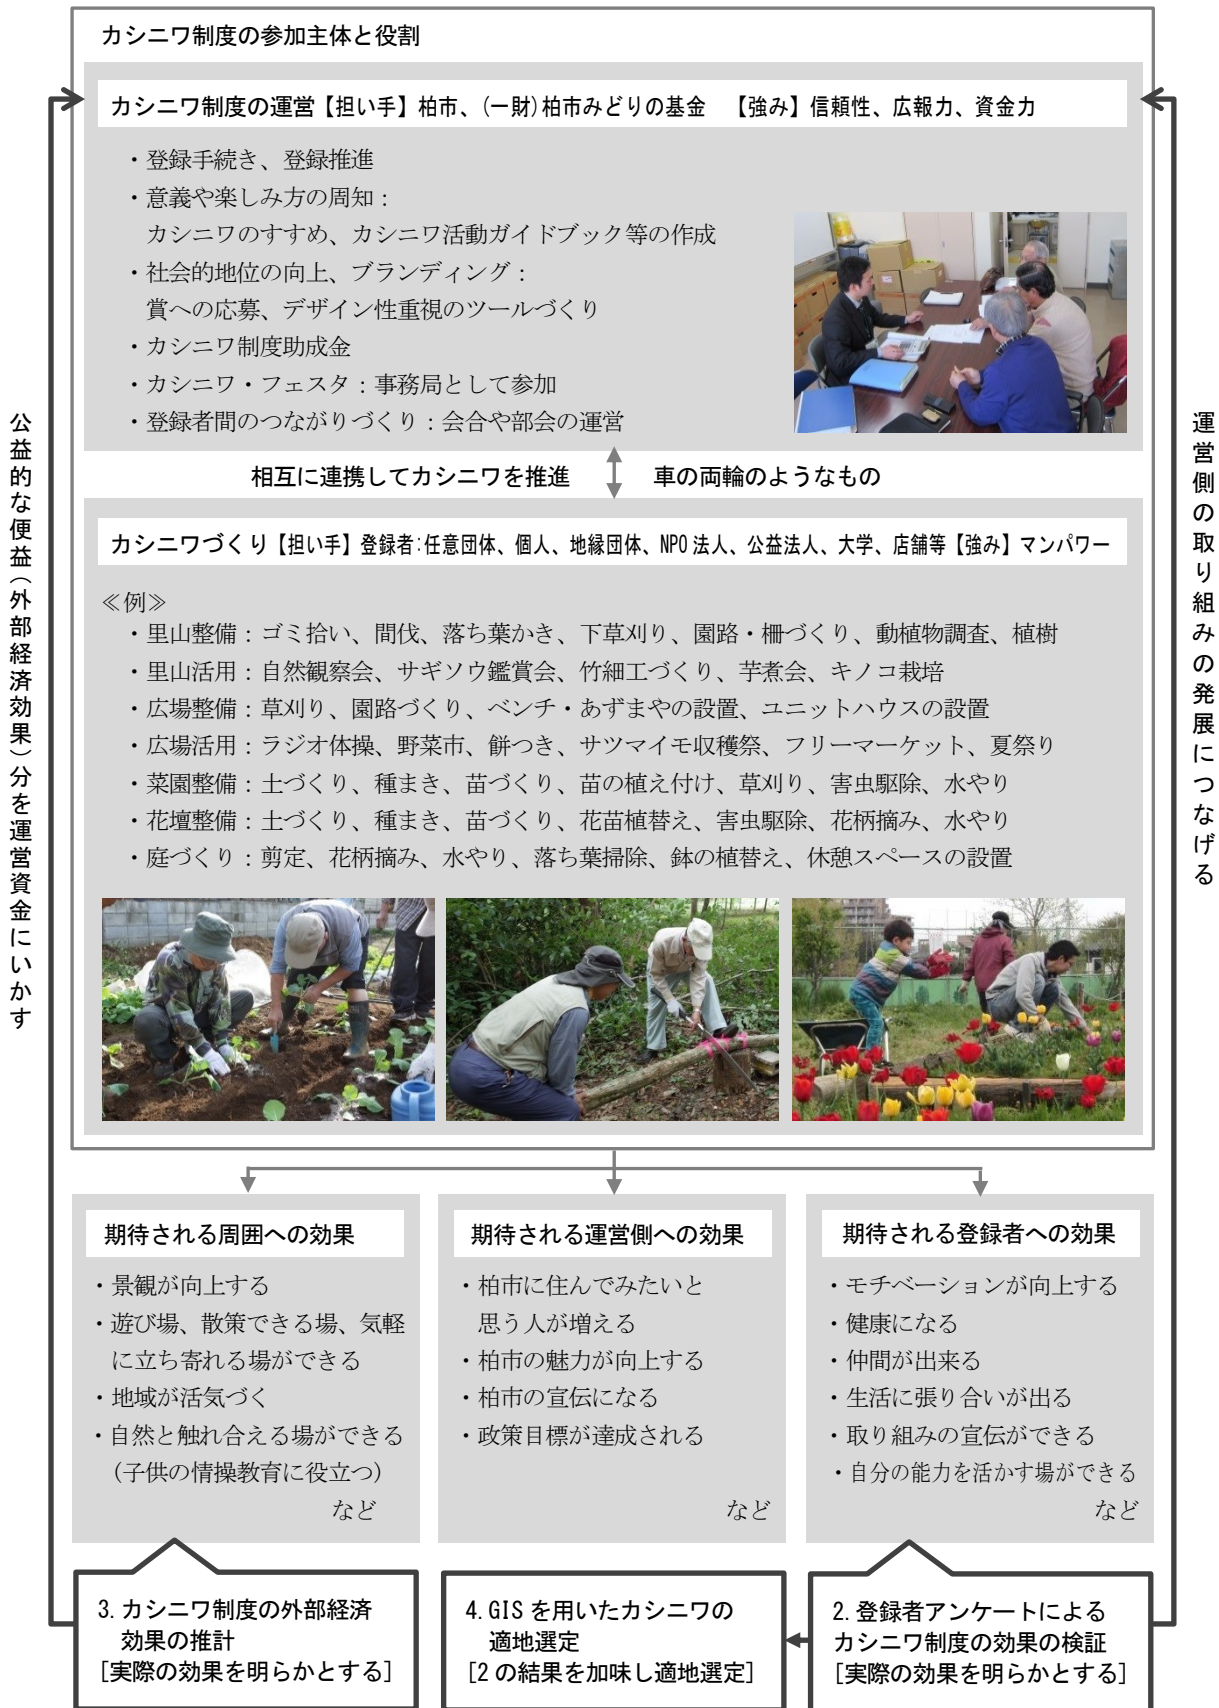 カシニワ制度の参加主体と役割
カシニワ制度の運営【担い手】柏市、(一財)柏市みどりの基金　【強み】信頼性、広報力、資金力
・登録手続き、登録推進
・意義や楽しみ方の周知：
カシニワのすすめ、カシニワ活動ガイドブック等の作成
・社会的地位の向上、ブランディング：
賞への応募、デザイン性重視のツールづくり
・カシニワ制度助成金
・カシニワ・フェスタ：事務局として参加
・登録者間のつながりづくり：会合や部会の運営
相互に連携してカシニワを推進　車の両輪のようなもの
カシニワづくり【担い手】登録者:任意団体、個人、地縁団体、NPO法人、公益法人、大学、店舗等【強み】マンパワー
≪例≫
・里山整備：ゴミ拾い、間伐、落ち葉かき、下草刈り、園路・柵づくり、動植物調査、植樹
・里山活用：自然観察会、サギソウ鑑賞会、竹細工づくり、芋煮会、キノコ栽培
・広場整備：草刈り、園路づくり、ベンチ・あずまやの設置、ユニットハウスの設置
・広場活用：ラジオ体操、野菜市、餅つき、サツマイモ収穫祭、フリーマーケット、夏祭り
・菜園整備：土づくり、種まき、苗づくり、苗の植え付け、草刈り、害虫駆除、水やり
・花壇整備：土づくり、種まき、苗づくり、花苗植替え、害虫駆除、花柄摘み、水やり
・庭づくり：剪定、花柄摘み、水やり、落ち葉掃除、鉢の植替え、休憩スペースの設置
公益的な便益（外部経済効果）分を運営資金にいかす
運営側の取り組みの発展につなげる
期待される周囲への効果
・景観が向上する
・遊び場、散策できる場、気軽
に立ち寄れる場ができる
・地域が活気づく
・自然と触れ合える場ができる
（子供の情操教育に役立つ）
など
期待される運営側への効果
・柏市に住んでみたいと
思う人が増える
・柏市の魅力が向上する
・柏市の宣伝になる
・政策目標が達成される
など
期待される登録者への効果
・モチベーションが向上する
・健康になる
・仲間が出来る
・生活に張り合いが出る
・取り組みの宣伝ができる
・自分の能力を活かす場ができる
など
3.カシニワ制度の外部経済
効果の推計
[実際の効果を明らかとする]
4.GISを用いたカシニワの
適地選定
[2の結果を加味し適地選定]
2.登録者アンケートによる
カシニワ制度の効果の検証
[実際の効果を明らかとする]